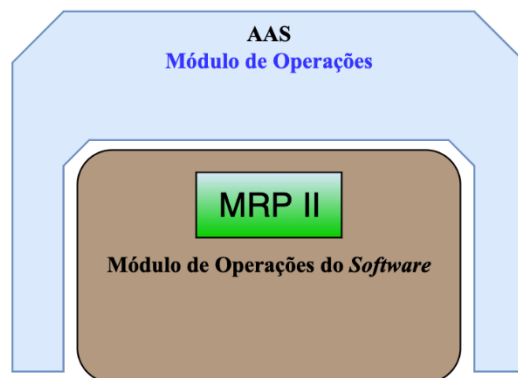 AAS
Módulo de Operações
MRP II
Módulo de Operações do Software